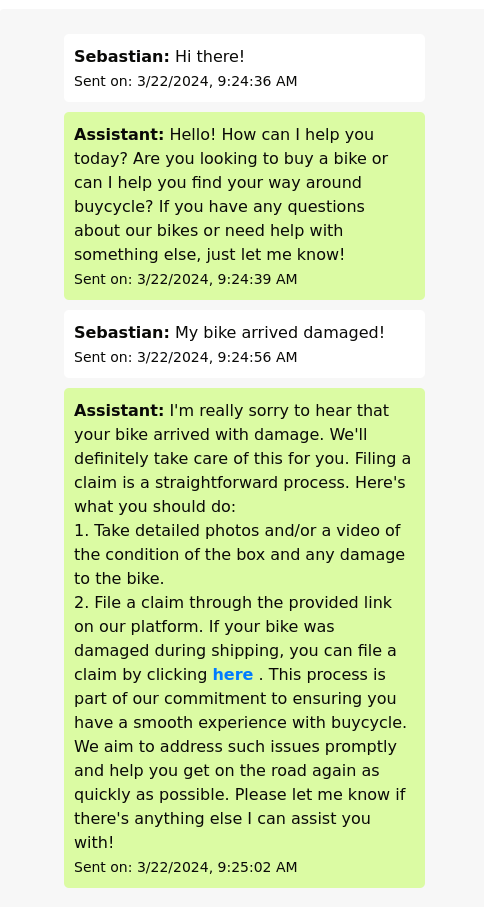 Sebastian: Hi there!
Sent on: 3/22/2024, 9:24:36 AM
Assistant: Hello! How can I help you
today? Are you looking to buy a bike or
can I help you find your way around
buycycle? If you have any questions
about our bikes or need help with
something else, just let me know!
Sent on: 3/22/2024, 9:24:39 AM
Sebastian: My bike arrived damaged!
Sent on: 3/22/2024, 9:24:56 AM
Assistant: I'm really sorry to hear that
your bike arrived with damage. We'll
definitely take care of this for you. Filing a
claim is a straightforward process. Here's
what you should do:
1. Take detailed photos and/or a video of
the condition of the box and any damage
to the bike.
2. File a claim through the provided link
on our platform. If your bike was
damaged during shipping, you can file a
claim by clicking here . This process is
part of our commitment to ensuring you
have a smooth experience with buycycle.
We aim to address such issues promptly
and help you get on the road again as
quickly as possible. Please let me know if
there's anything else I can assist you
with!
Sent on: 3/22/2024, 9:25:02 AM